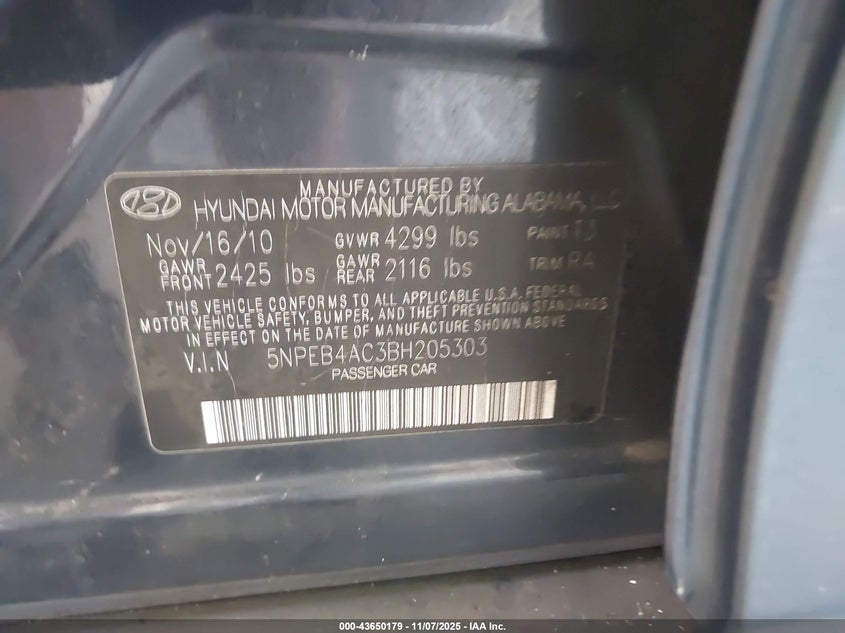 MANUFACTURED BY
HYUNDAI MOTOR MANUFACTURING ALABAMA, LLC
Nov/16/10 GVWR 4299 lbs PAINT TJ
GAWR FRONT 2425 lbs GAWR REAR 2116 lbs TRIM RA
THIS VEHICLE CONFORMS TO ALL APPLICABLE U.S.A. FEDERAL
MOTOR VEHICLE SAFETY, BUMPER, AND THEFT PREVENTION STANDARDS
IN EFFECT ON THE DATE OF MANUFACTURE SHOWN ABOVE
V.I.N 5NPEB4AC3BH205303
PASSENGER CAR
000-43650179 - 11/07/2025 - IAA Inc.